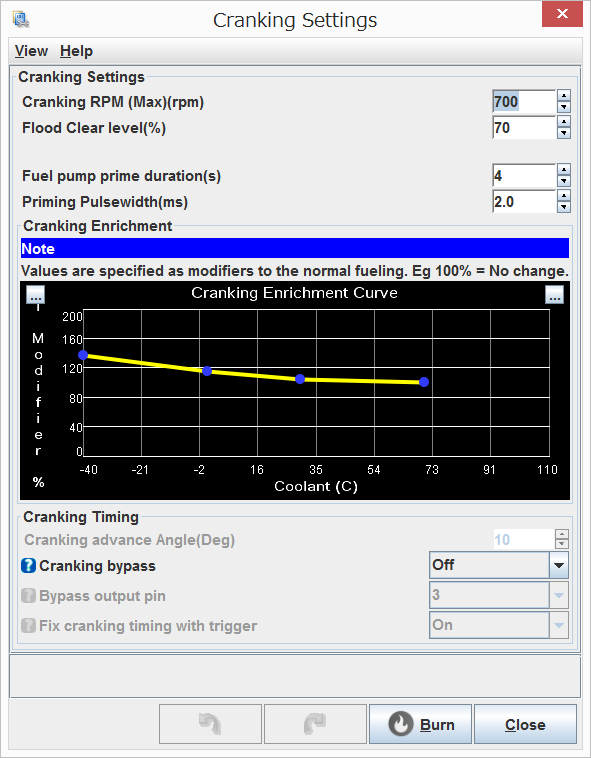 Cranking Settings
View Help
Cranking Settings
Cranking RPM (Max)(rpm) 700
Flood Clear level(%) 70
Fuel pump prime duration(s) 4
Priming Pulsewidth(ms) 2.0
Cranking Enrichment
Note
Values are specified as modifiers to the normal fueling. Eg 100% = No change.
... Cranking Enrichment Curve ...
Modifier %
200
160
120
80
40
0
-40 -21 -2 16 35 54 73 91 110
Coolant (C)
Cranking Timing
Cranking advance Angle(Deg) 10
? Cranking bypass Off
? Bypass output pin 3
? Fix cranking timing with trigger On
Burn Close